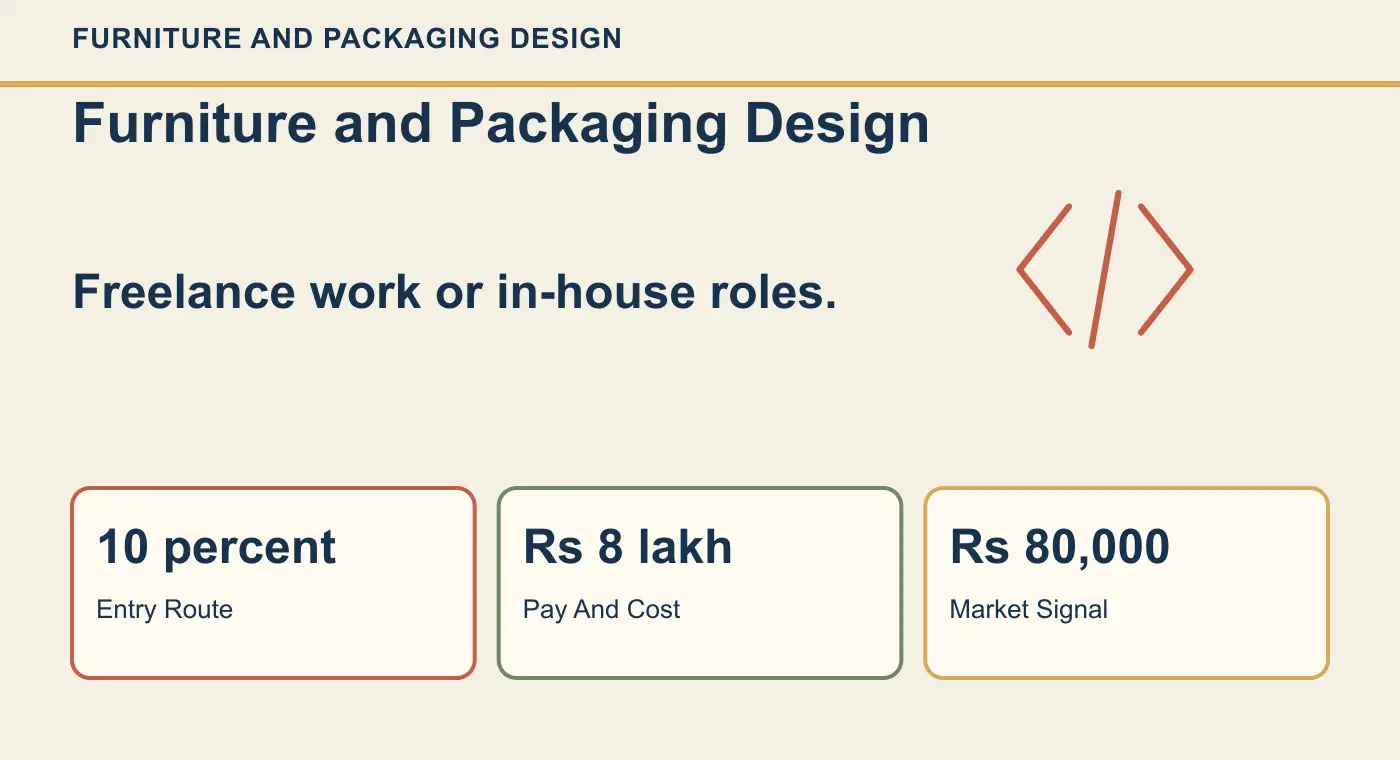 FURNITURE AND PACKAGING DESIGN
Furniture and Packaging Design
Freelance work or in-house roles.
10 percent
Entry Route
Rs 8 lakh
Pay And Cost
Rs 80,000
Market Signal